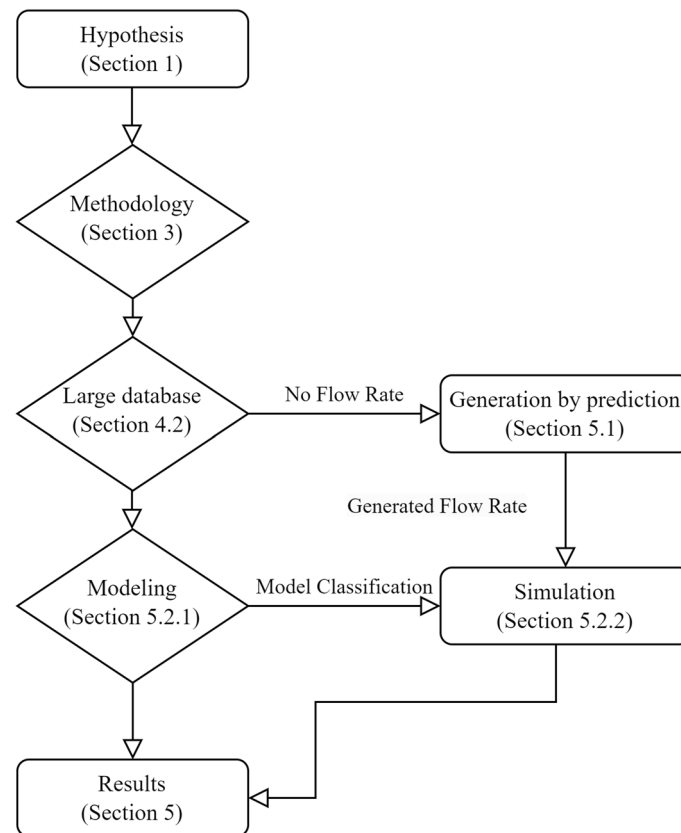 Hypothesis
(Section 1)
Methodology
(Section 3)
Large database
(Section 4.2)
No Flow Rate
Generation by prediction
(Section 5.1)
Generated Flow Rate
Modeling
(Section 5.2.1)
Model Classification
Simulation
(Section 5.2.2)
Results
(Section 5)